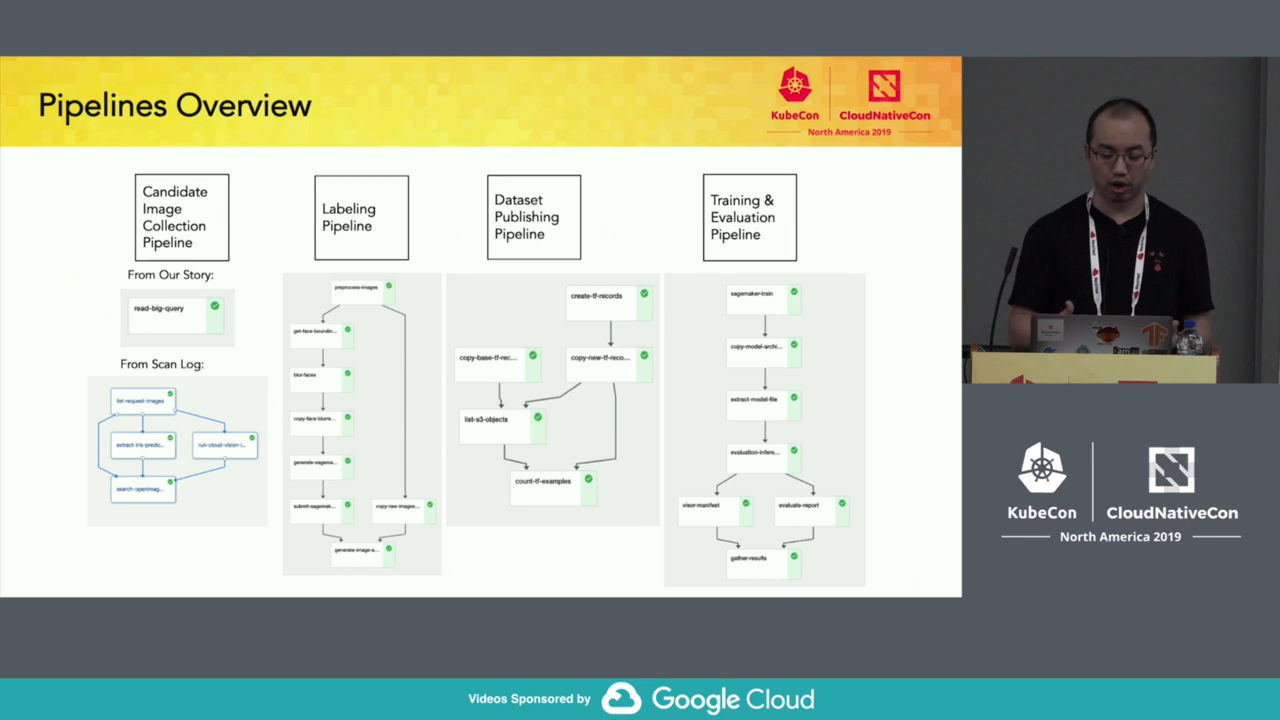 Pipelines Overview
KubeCon
CloudNativeCon
North America 2019
Candidate
Image
Collection
Pipeline
From Our Story:
read-big-query
From Scan Log:
list-request-images
extract-iris-predic...
run-cloud-vision-i...
search-openimag...
Labeling
Pipeline
preprocess-images
get-face-boundin...
blur-faces
copy-face-blurre...
generate-sagema...
submit-sagemak...
copy-raw-images...
generate-image-a...
Dataset
Publishing
Pipeline
create-tf-records
copy-base-tf-rec...
copy-new-tf-reco...
list-s3-objects
count-tf-examples
Training &
Evaluation
Pipeline
sagemaker-train
copy-model-archi...
extract-model-file
evaluation-infere...
visor-manifest
evaluate-report
gather-results
KubeCon
CloudNativeCon
North America 2019
Videos Sponsored by
Google Cloud